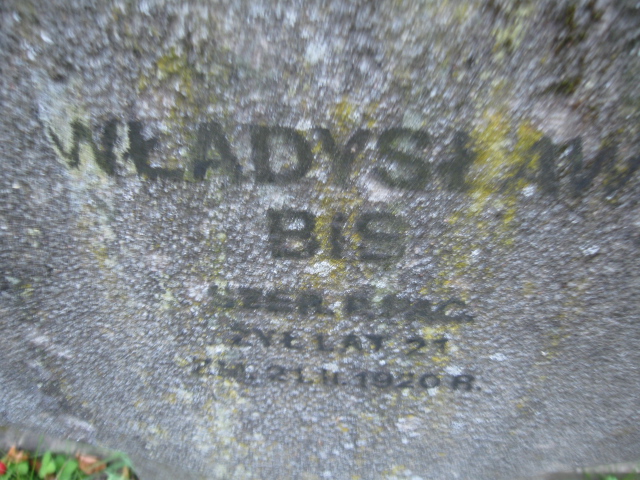 WŁADYSŁAW
BIS
SZER.
ŻYŁ LAT 21
ZM. 21.II.1920 R.